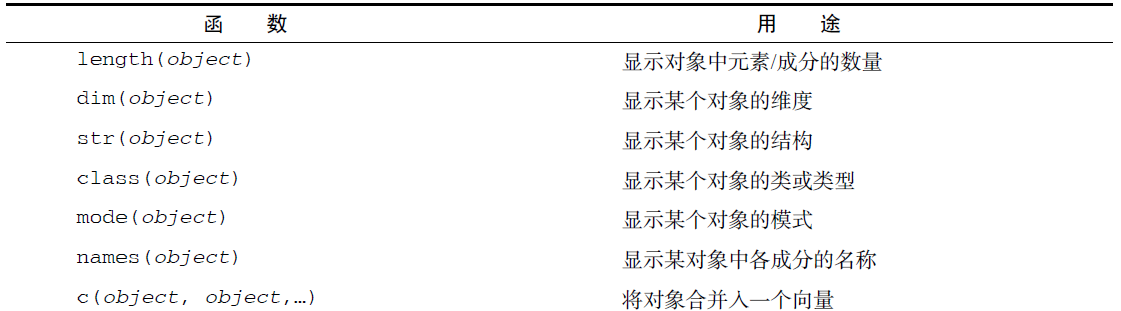 函 数 用 途
length(object) 显示对象中元素/成分的数量
dim(object) 显示某个对象的维度
str(object) 显示某个对象的结构
class(object) 显示某个对象的类或类型
mode(object) 显示某个对象的模式
names(object) 显示某对象中各成分的名称
c(object, object,…) 将对象合并入一个向量